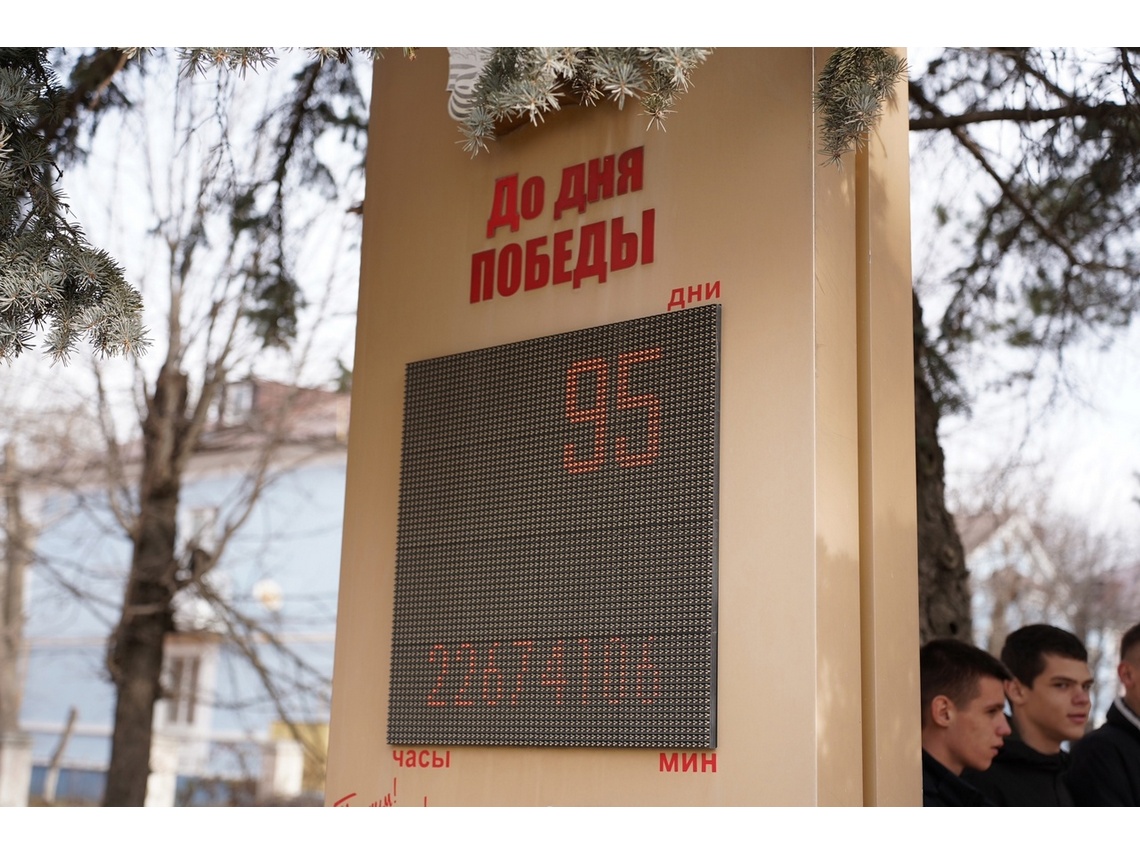 До ДНЯ
ПОБЕДЫ
дни
95
22674106
часы
мин